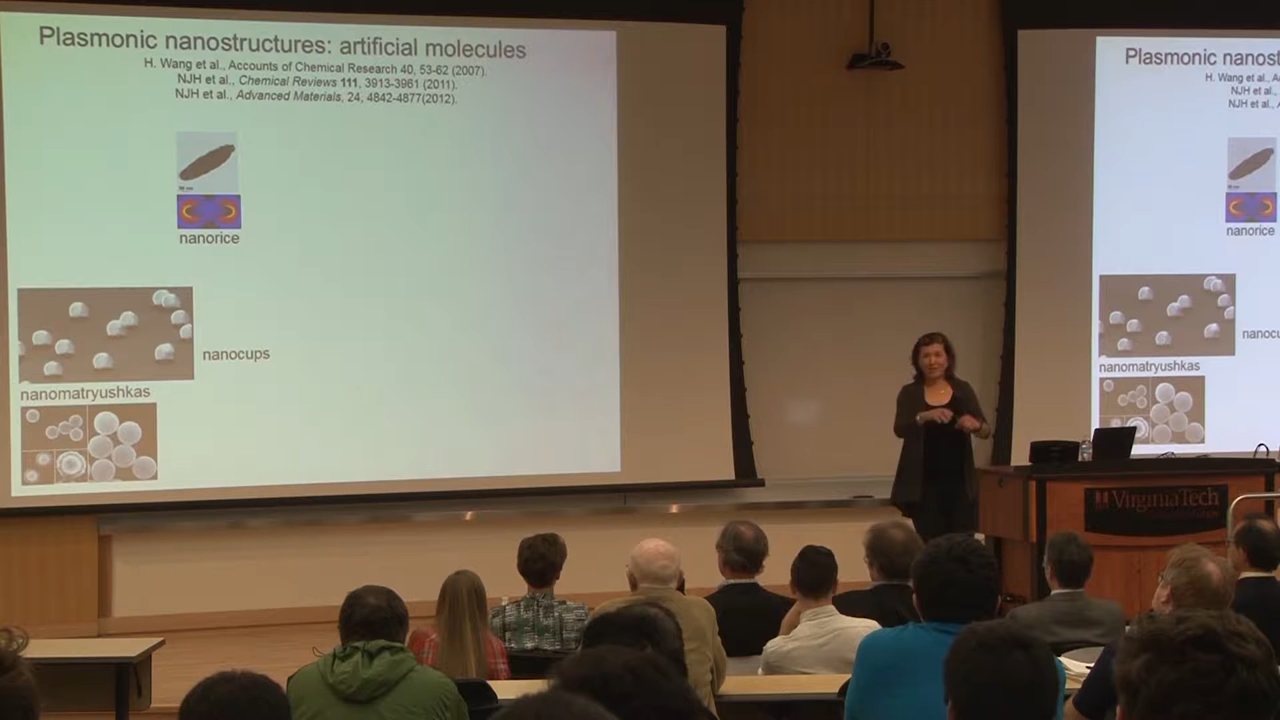 Plasmonic nanostructures: artificial molecules
H. Wang et al., Accounts of Chemical Research 40, 53-62 (2007).
NJH et al., Chemical Reviews 111, 3913-3961 (2011).
NJH et al., Advanced Materials, 24, 4842-4877(2012).
nanorice
nanocups
nanomatryushkas
Plasmonic nanost
H. Wang et al., A
NJH et al.,
NJH et al., A
nanorice
nanocu
nanomatryushkas
VirginiaTech